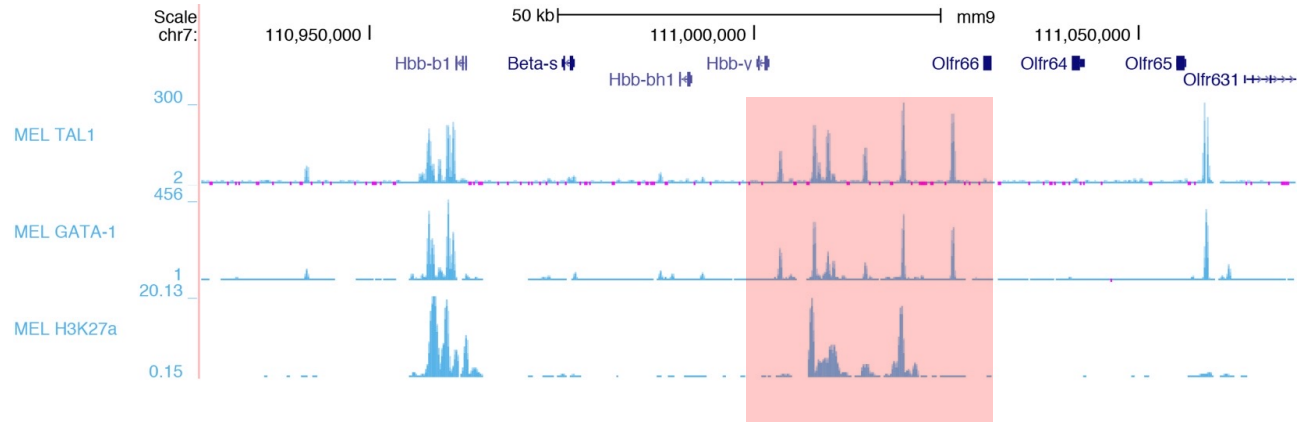 Scale 50 kb mm9
chr7: 110,950,000 111,000,000 111,050,000
Hbb-b1 Beta-s Hbb-y Olfr66 Olfr64 Olfr65
Hbb-bh1 Olfr631
300
MEL TAL1
2
456
MEL GATA-1
1
20.13
MEL H3K27a
0.15